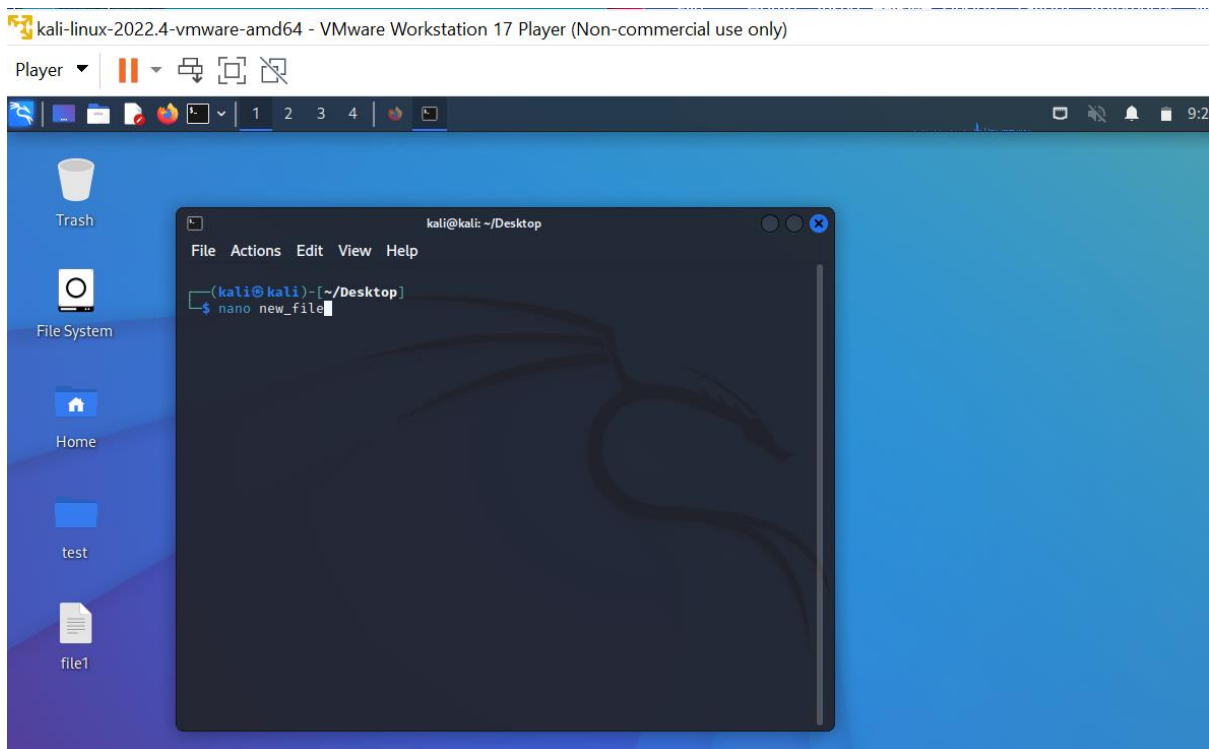 kali-linux-2022.4-vmware-amd64 - VMware Workstation 17 Player (Non-commercial use only)
Player
1 2 3 4
9:2
Trash
kali@kali: ~/Desktop
File Actions Edit View Help
File System
(kali㉿kali)-[~/Desktop]
$ nano new_file
Home
test
file1